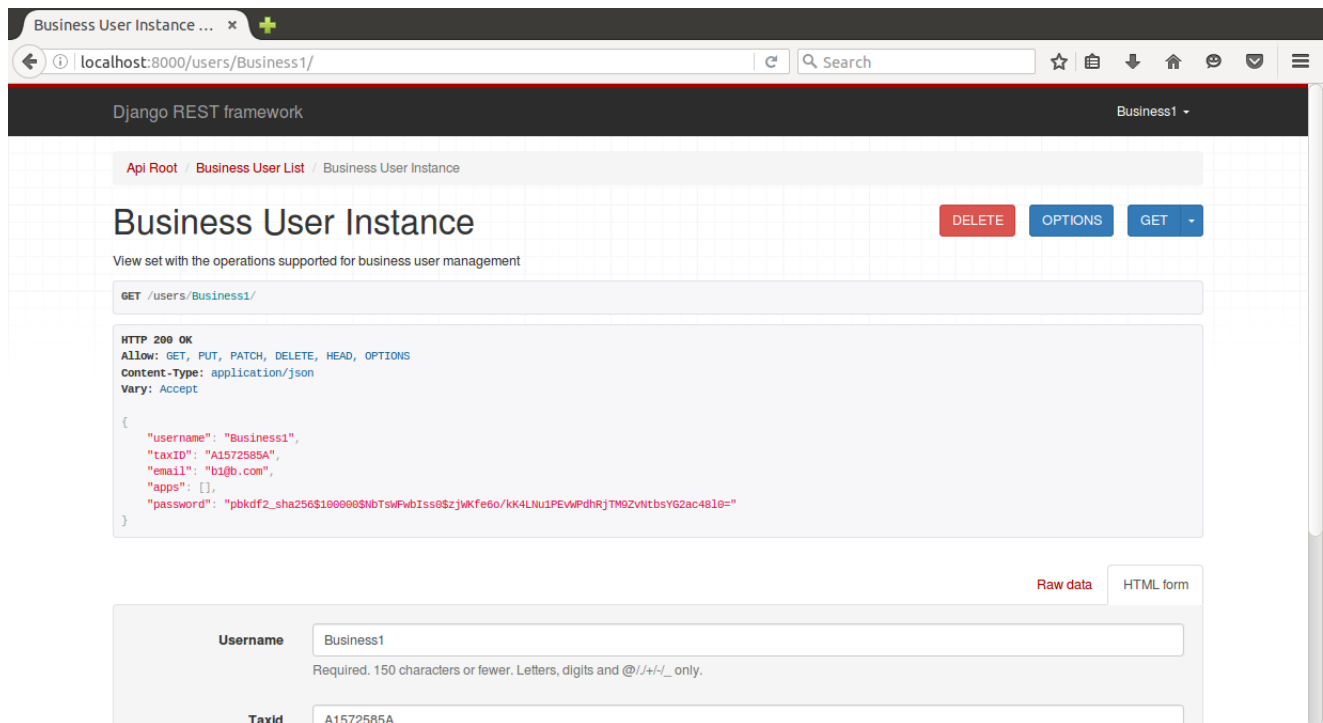 Business User Instance ... ×
localhost:8000/users/Business1/
Search
Django REST framework
Business1
Api Root / Business User List / Business User Instance
Business User Instance
DELETE
OPTIONS
GET
View set with the operations supported for business user management
GET /users/Business1/
HTTP 200 OK
Allow: GET, PUT, PATCH, DELETE, HEAD, OPTIONS
Content-Type: application/json
Vary: Accept
{
"username": "Business1",
"taxID": "A1572585A",
"email": "b1@b.com",
"apps": [],
"password": "pbkdf2_sha256$100000$NbTsWFwbIss0$zjWKfe6o/kK4LNu1PEvWPdhRjTM9ZvNtbsYG2ac48l0="
}
Raw data
HTML form
Username
Business1
Required. 150 characters or fewer. Letters, digits and @/./+/-/_ only.
Taxid
A1572585A